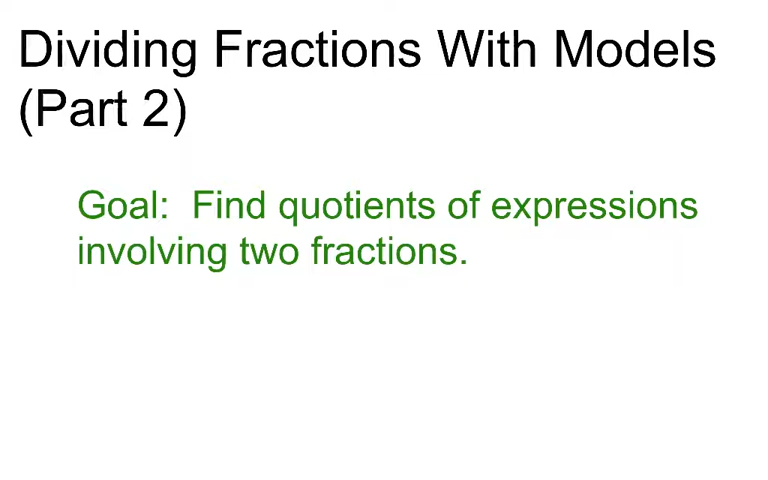 Dividing Fractions With Models
(Part 2)
Goal:  Find quotients of expressions
involving two fractions.